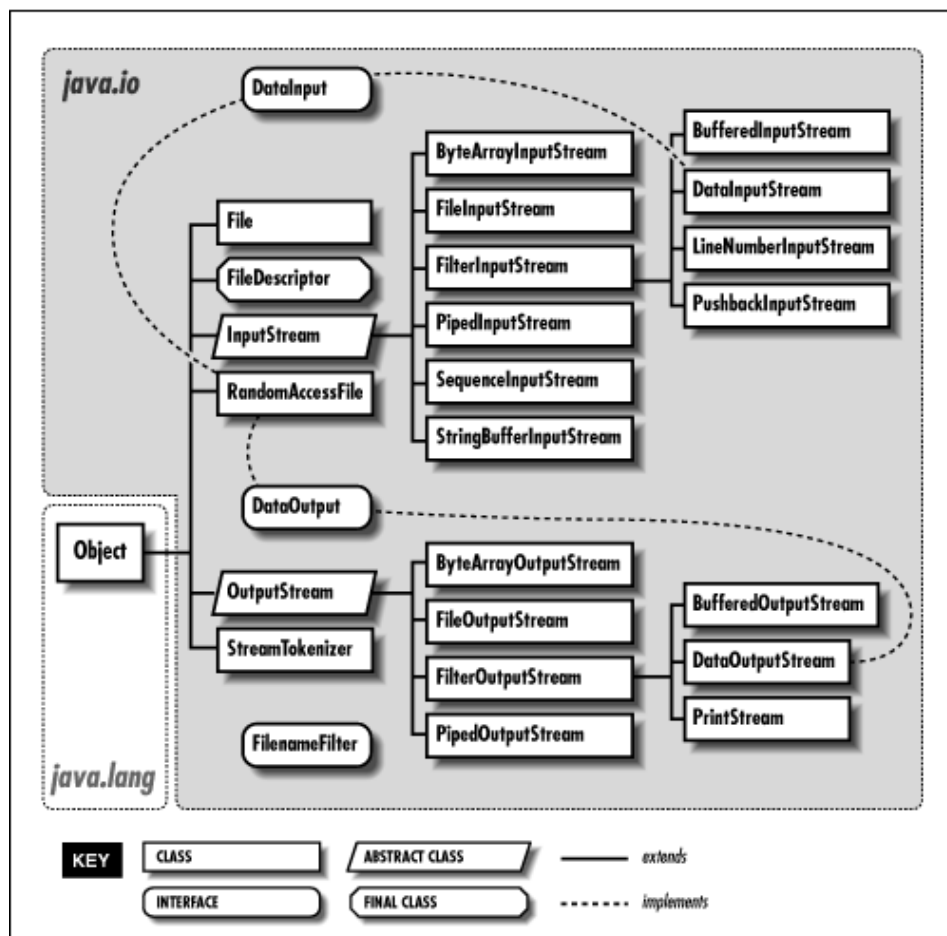 java.io
DataInput
ByteArrayInputStream
BufferedInputStream
DataInputStream
File
FileInputStream
FileDescriptor
FilterInputStream
LineNumberInputStream
InputStream
PipedInputStream
PushbackInputStream
RandomAccessFile
SequenceInputStream
StringBufferInputStream
DataOutput
Object
OutputStream
ByteArrayOutputStream
BufferedOutputStream
StreamTokenizer
FileOutputStream
DataOutputStream
FilterOutputStream
PrintStream
FilenameFilter
PipedOutputStream
java.lang
KEY
CLASS
ABSTRACT CLASS
extends
INTERFACE
FINAL CLASS
implements